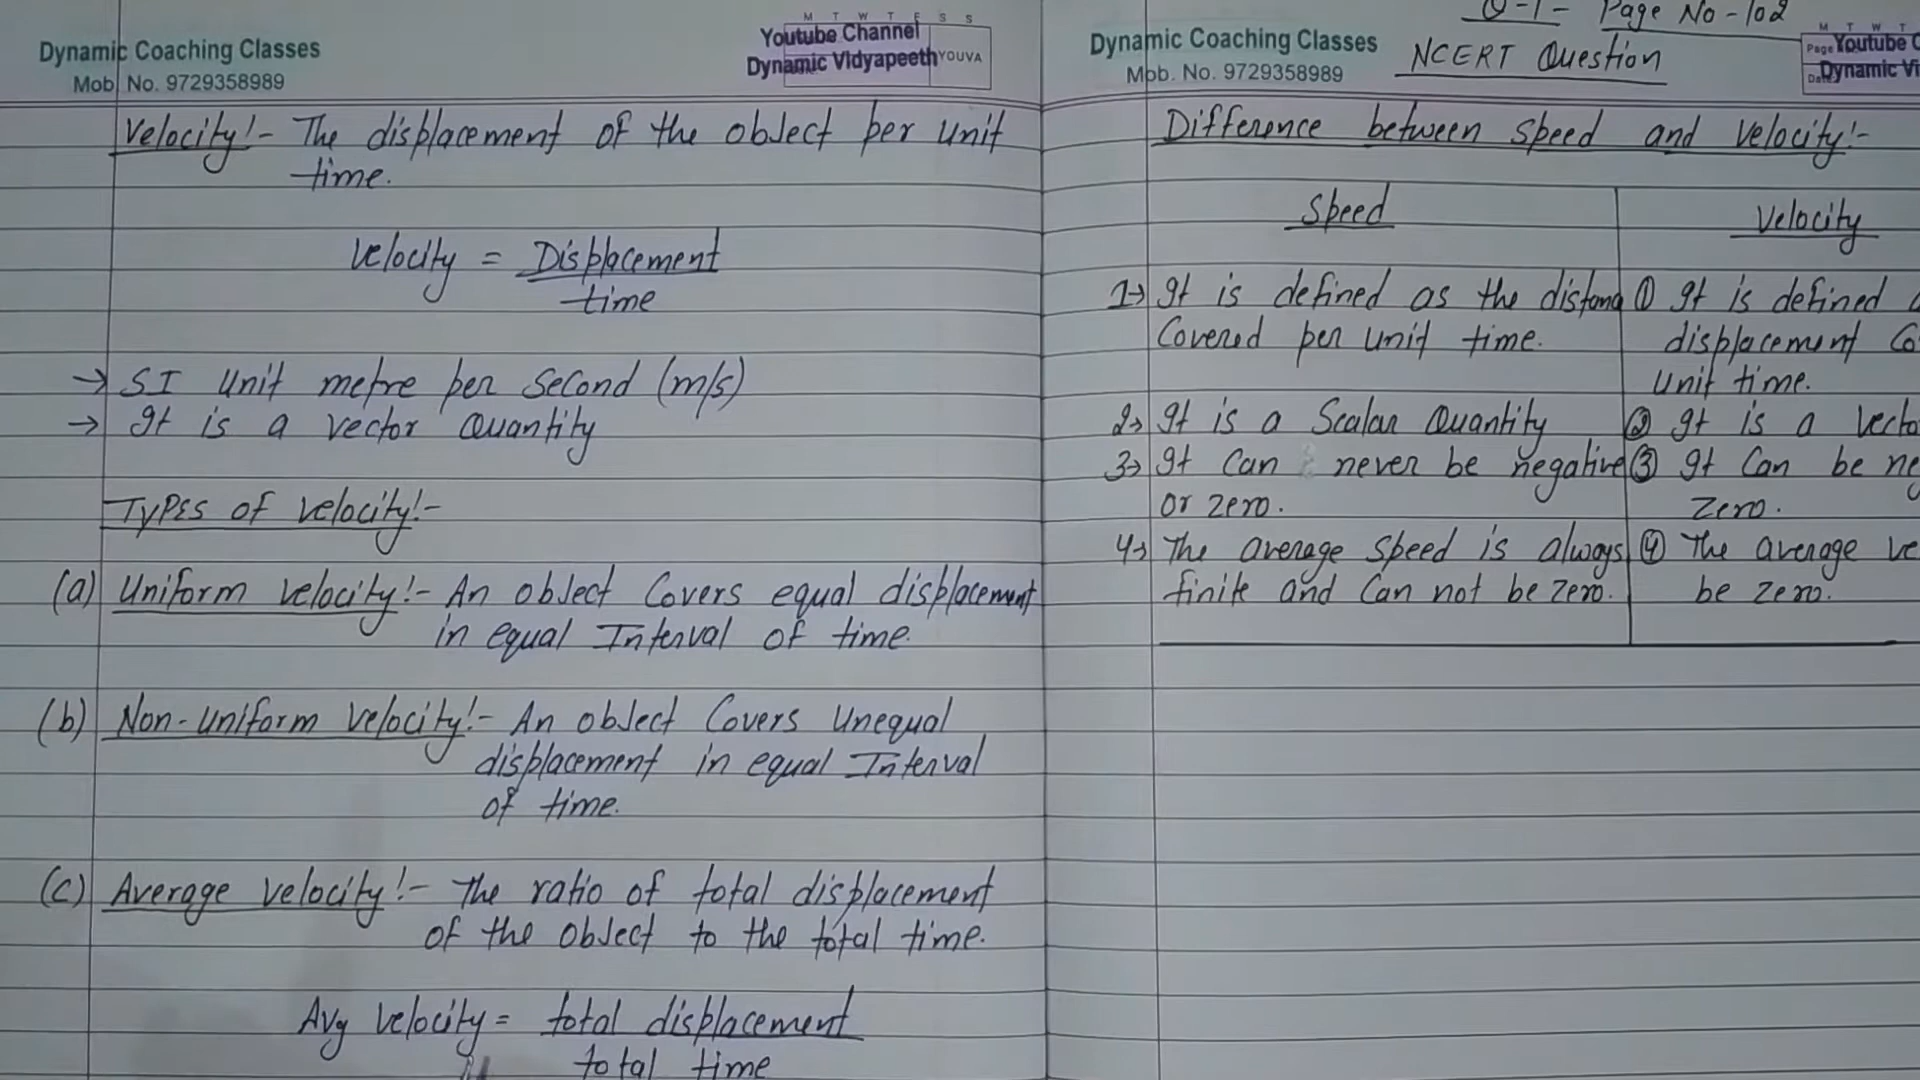 M T W T F S S
Dynamic Coaching Classes
Mob. No. 9729358989
Youtube Channel
Dynamic Vidyapeeth YOUVA
Velocity:- The displacement of the object per unit
time.
Velocity = Displacement
time
→ SI unit metre per second (m/s)
→ It is a vector quantity
Types of velocity:-
(a) Uniform velocity:- An object Covers equal displacement
in equal Interval of time.
(b) Non-uniform velocity:- An object Covers Unequal
displacement in equal Interval
of time.
(c) Average velocity:- The ratio of total displacement
of the object to the total time.
Avg velocity = total displacement
total time
Q-1- Page No-102
Dynamic Coaching Classes
Mob. No. 9729358989
NCERT Question
M T W T
Page Youtube
Dynamic
Difference between speed and velocity:-
Speed
Velocity
1→ It is defined as the distanc
Covered per unit time.
① It is defined
displacement
unit time.
2→ It is a Scalar Quantity
② It is a
3→ It Can never be negative
or zero.
③ It Can be
Zero.
4→ The average speed is always
finite and Can not be zero.
④ The average
be zero.